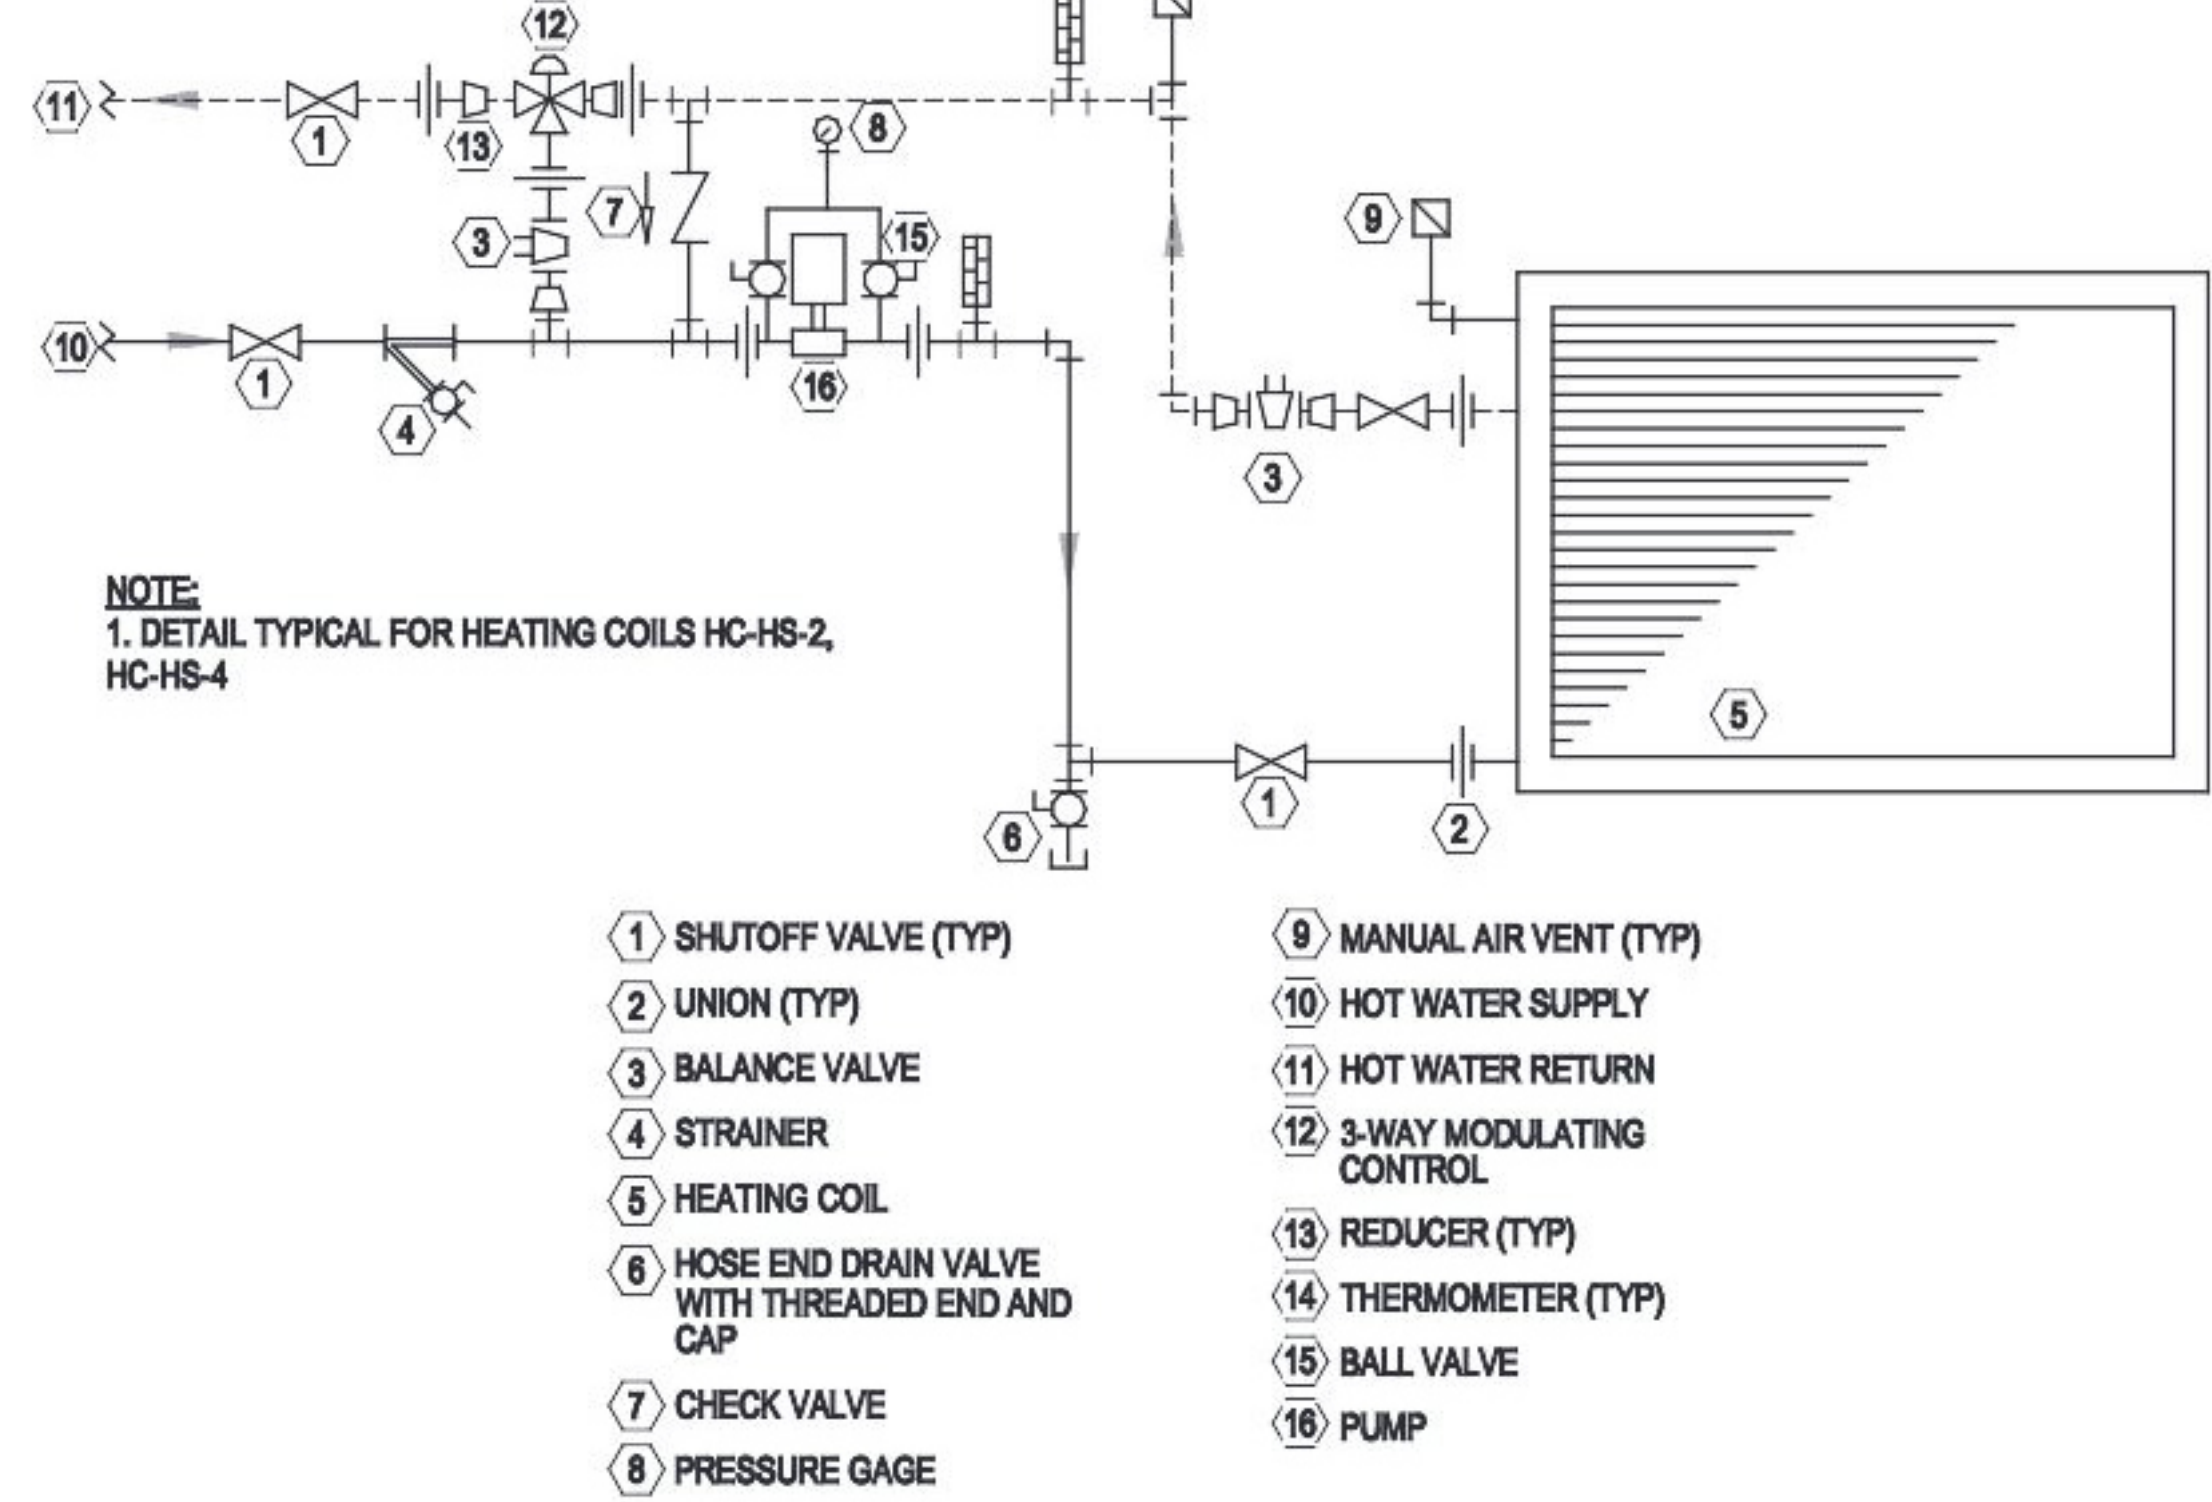 12
11
1
13
8
7
3
15
9
10
1
4
16
3
NOTE:
1. DETAIL TYPICAL FOR HEATING COILS HC-HS-2,
HC-HS-4
5
1
2
6
1 SHUTOFF VALVE (TYP)
2 UNION (TYP)
3 BALANCE VALVE
4 STRAINER
5 HEATING COIL
6 HOSE END DRAIN VALVE
WITH THREADED END AND
CAP
7 CHECK VALVE
8 PRESSURE GAGE
9 MANUAL AIR VENT (TYP)
10 HOT WATER SUPPLY
11 HOT WATER RETURN
12 3-WAY MODULATING
CONTROL
13 REDUCER (TYP)
14 THERMOMETER (TYP)
15 BALL VALVE
16 PUMP